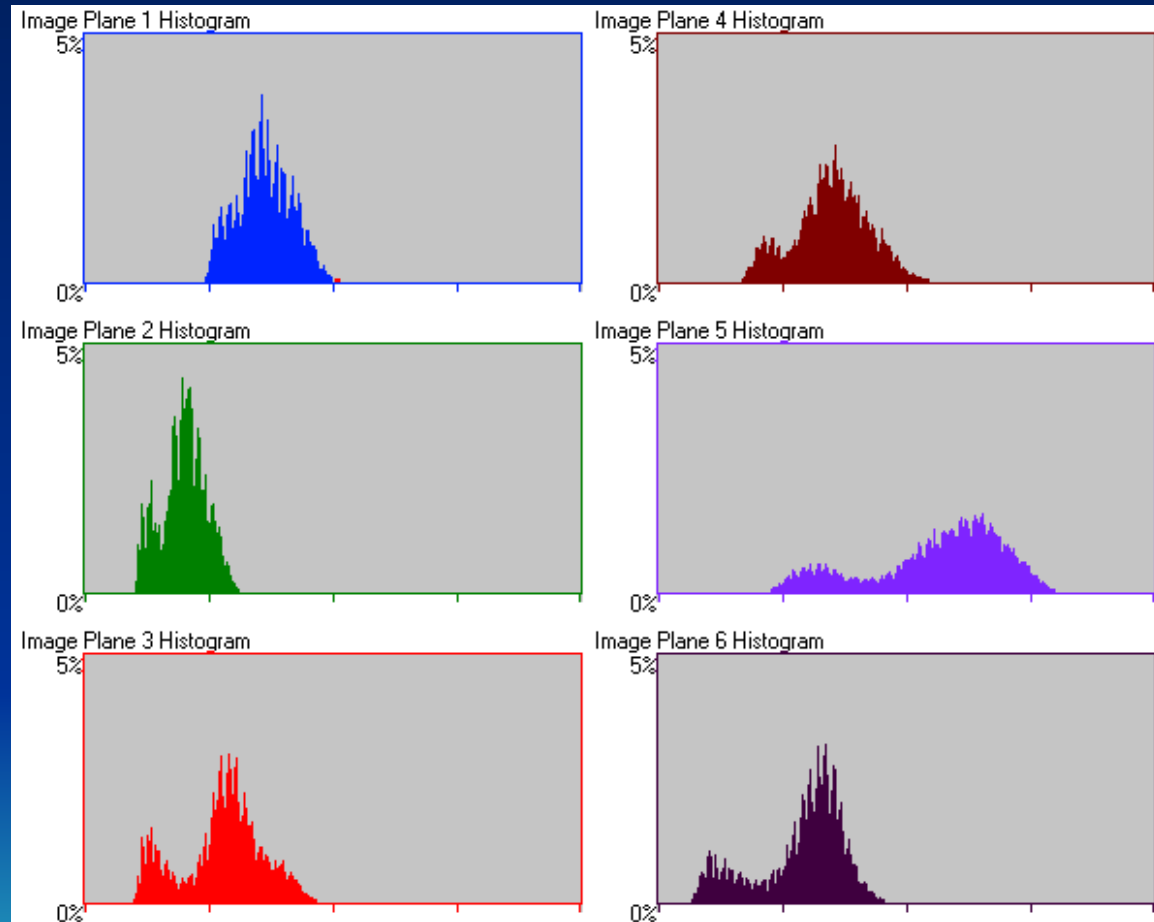 Image Plane 1 Histogram
5%
0%
Image Plane 2 Histogram
5%
0%
Image Plane 3 Histogram
5%
0%
Image Plane 4 Histogram
5%
0%
Image Plane 5 Histogram
5%
0%
Image Plane 6 Histogram
5%
0%